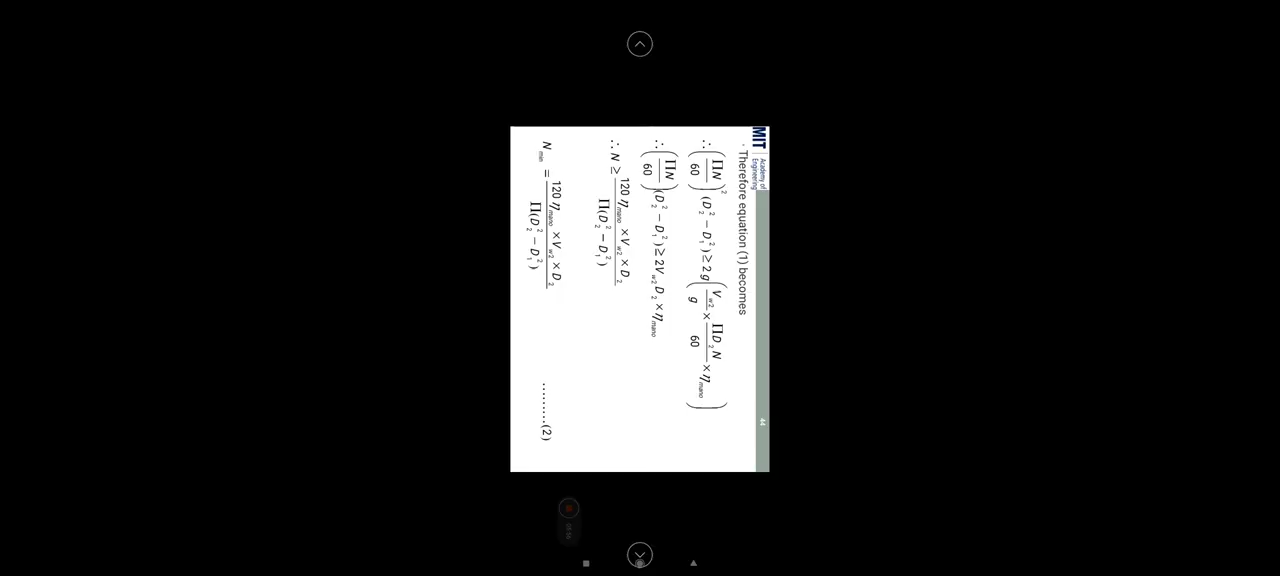 MIT Academy of Engineering
44
· Therefore equation (1) becomes
∴ (ΠN/60)² (D₂² − D₁²) ≥ 2g (V_w2/g × ΠD₂N/60 × η_mano)
∴ (ΠN/60) (D₂² − D₁²) ≥ 2V_w2 D₂ × η_mano
∴ N ≥ 120 η_mano × V_w2 × D₂ / Π(D₂² − D₁²)
N_min = 120 η_mano × V_w2 × D₂ / Π(D₂² − D₁²) ..........(2)